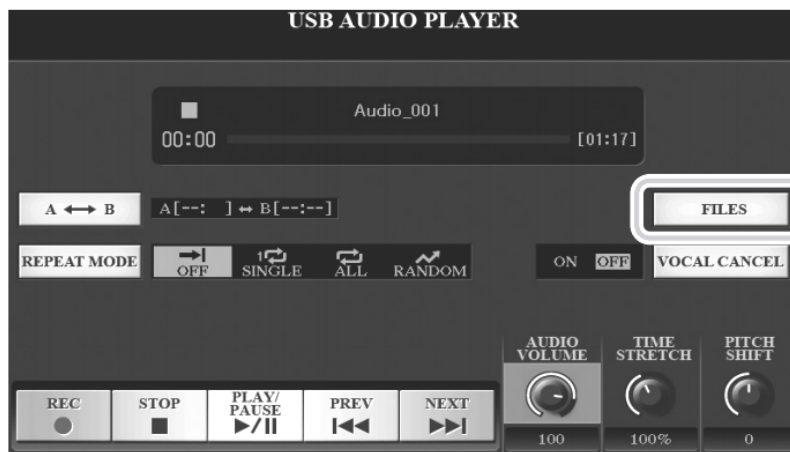 USB AUDIO PLAYER
Audio_001
00:00 [01:17]
A ⟷ B A[--: ] ⇔ B[--:--] FILES
REPEAT MODE OFF 1 SINGLE ALL RANDOM ON OFF VOCAL CANCEL
AUDIO VOLUME TIME STRETCH PITCH SHIFT
REC STOP PLAY/PAUSE PREV NEXT
100 100% 0